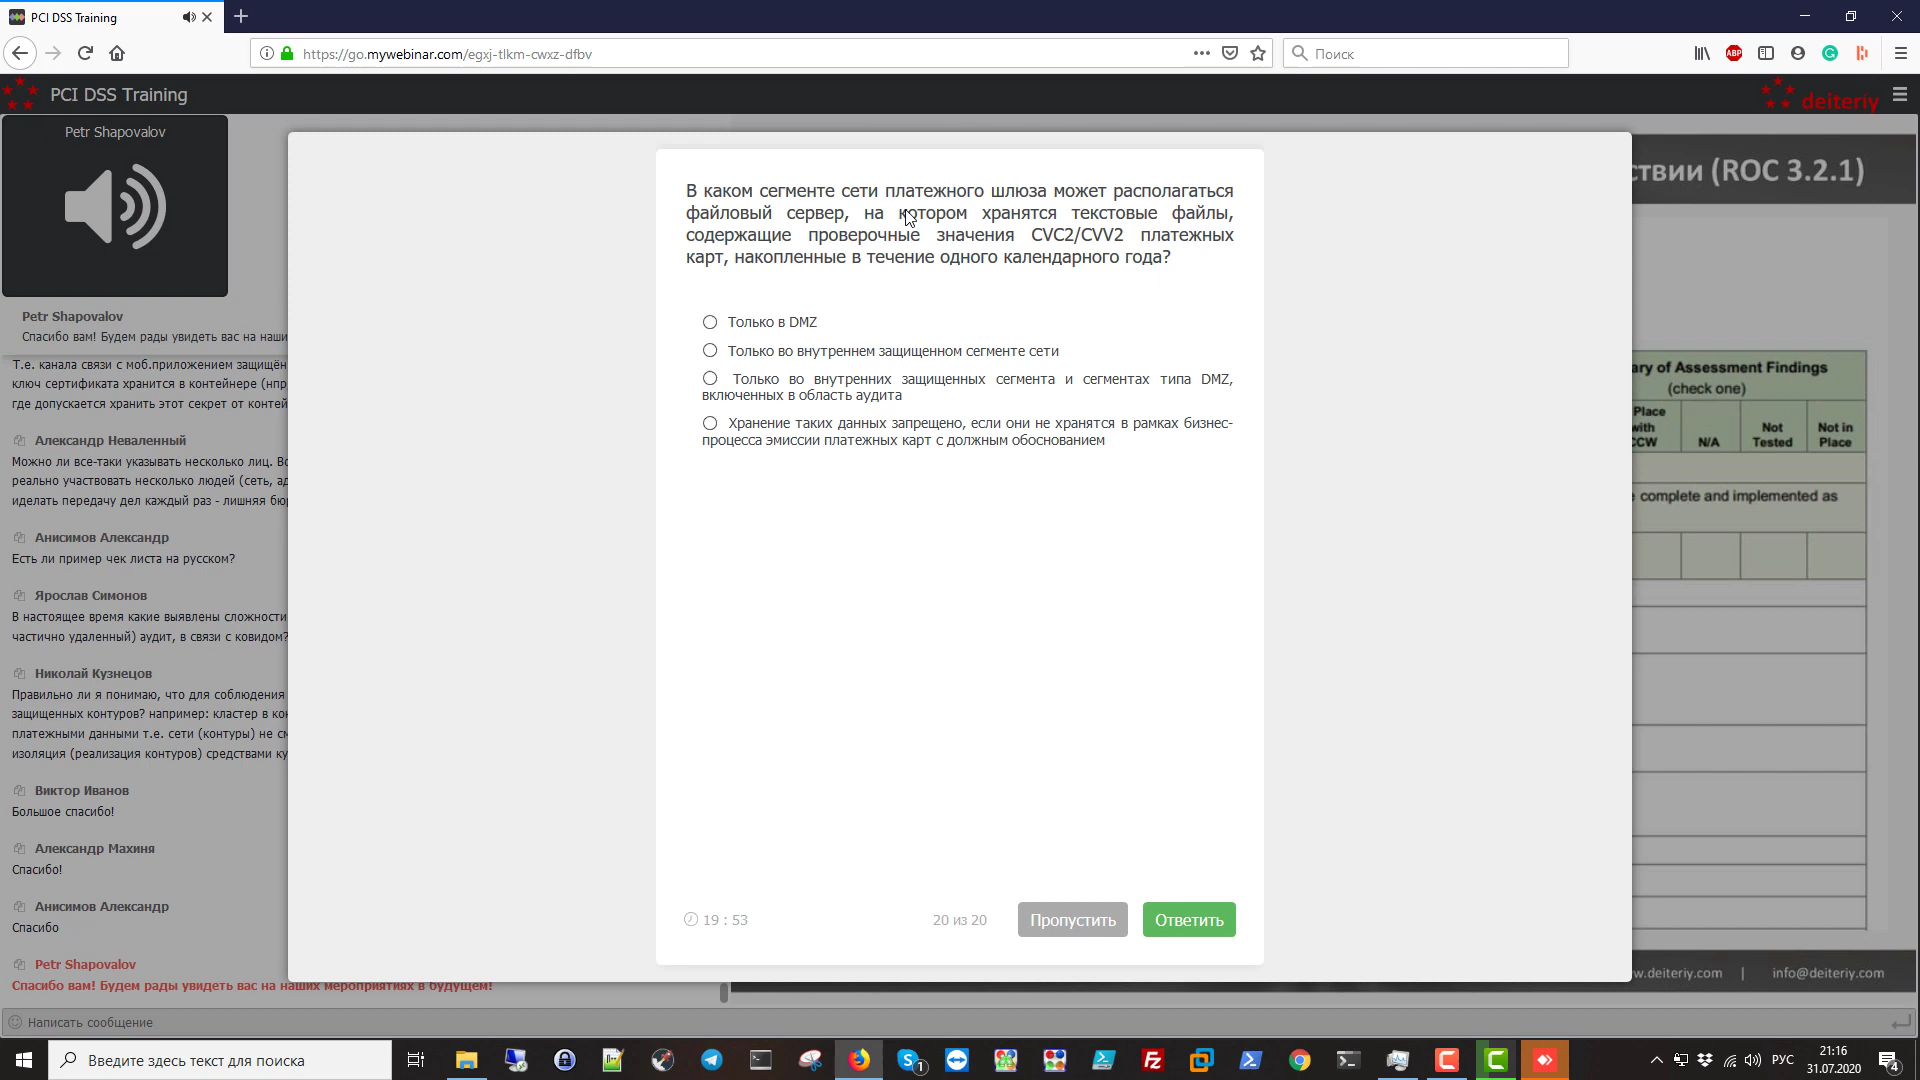 PCI DSS Training
https://go.mywebinar.com/egxj-tlkm-cwxz-dfbv
Поиск
PCI DSS Training
deiteriy
Petr Shapovalov
Petr Shapovalov
Спасибо вам! Будем рады увидеть вас на наши
Т.е. канала связи с моб.приложением защищён
ключ сертификата хранится в контейнере (нпр
где допускается хранить этот секрет от контей
Александр Неваленный
Можно ли все-таки указывать несколько лиц. Во
реально участвовать несколько людей (сеть, ад
иделать передачу дел каждый раз - лишняя бюр
Анисимов Александр
Есть ли пример чек листа на русском?
Ярослав Симонов
В настоящее время какие выявлены сложности
частично удаленный) аудит, в связи с ковидом?
Николай Кузнецов
Правильно ли я понимаю, что для соблюдения
защищенных контуров? например: кластер в кон
платежными данными т.е. сети (контуры) не см
изоляция (реализация контуров) средствами ку
Виктор Иванов
Большое спасибо!
Александр Махиня
Спасибо!
Анисимов Александр
Спасибо
Petr Shapovalov
Спасибо вам! Будем рады увидеть вас на наших мероприятиях в будущем!
Написать сообщение
В каком сегменте сети платежного шлюза может располагаться
файловый сервер, на котором хранятся текстовые файлы,
содержащие проверочные значения CVC2/CVV2 платежных
карт, накопленные в течение одного календарного года?
Только в DMZ
Только во внутреннем защищенном сегменте сети
Только во внутренних защищенных сегмента и сегментах типа DMZ,
включенных в область аудита
Хранение таких данных запрещено, если они не хранятся в рамках бизнес-
процесса эмиссии платежных карт с должным обоснованием
19 : 53
20 из 20
Пропустить
Ответить
ствии (ROC 3.2.1)
ary of Assessment Findings
(check one)
Place
with
CCW
N/A
Not
Tested
Not in
Place
e complete and implemented as
w.deiteriy.com | info@deiteriy.com
Введите здесь текст для поиска
РУС
21:16
31.07.2020
4